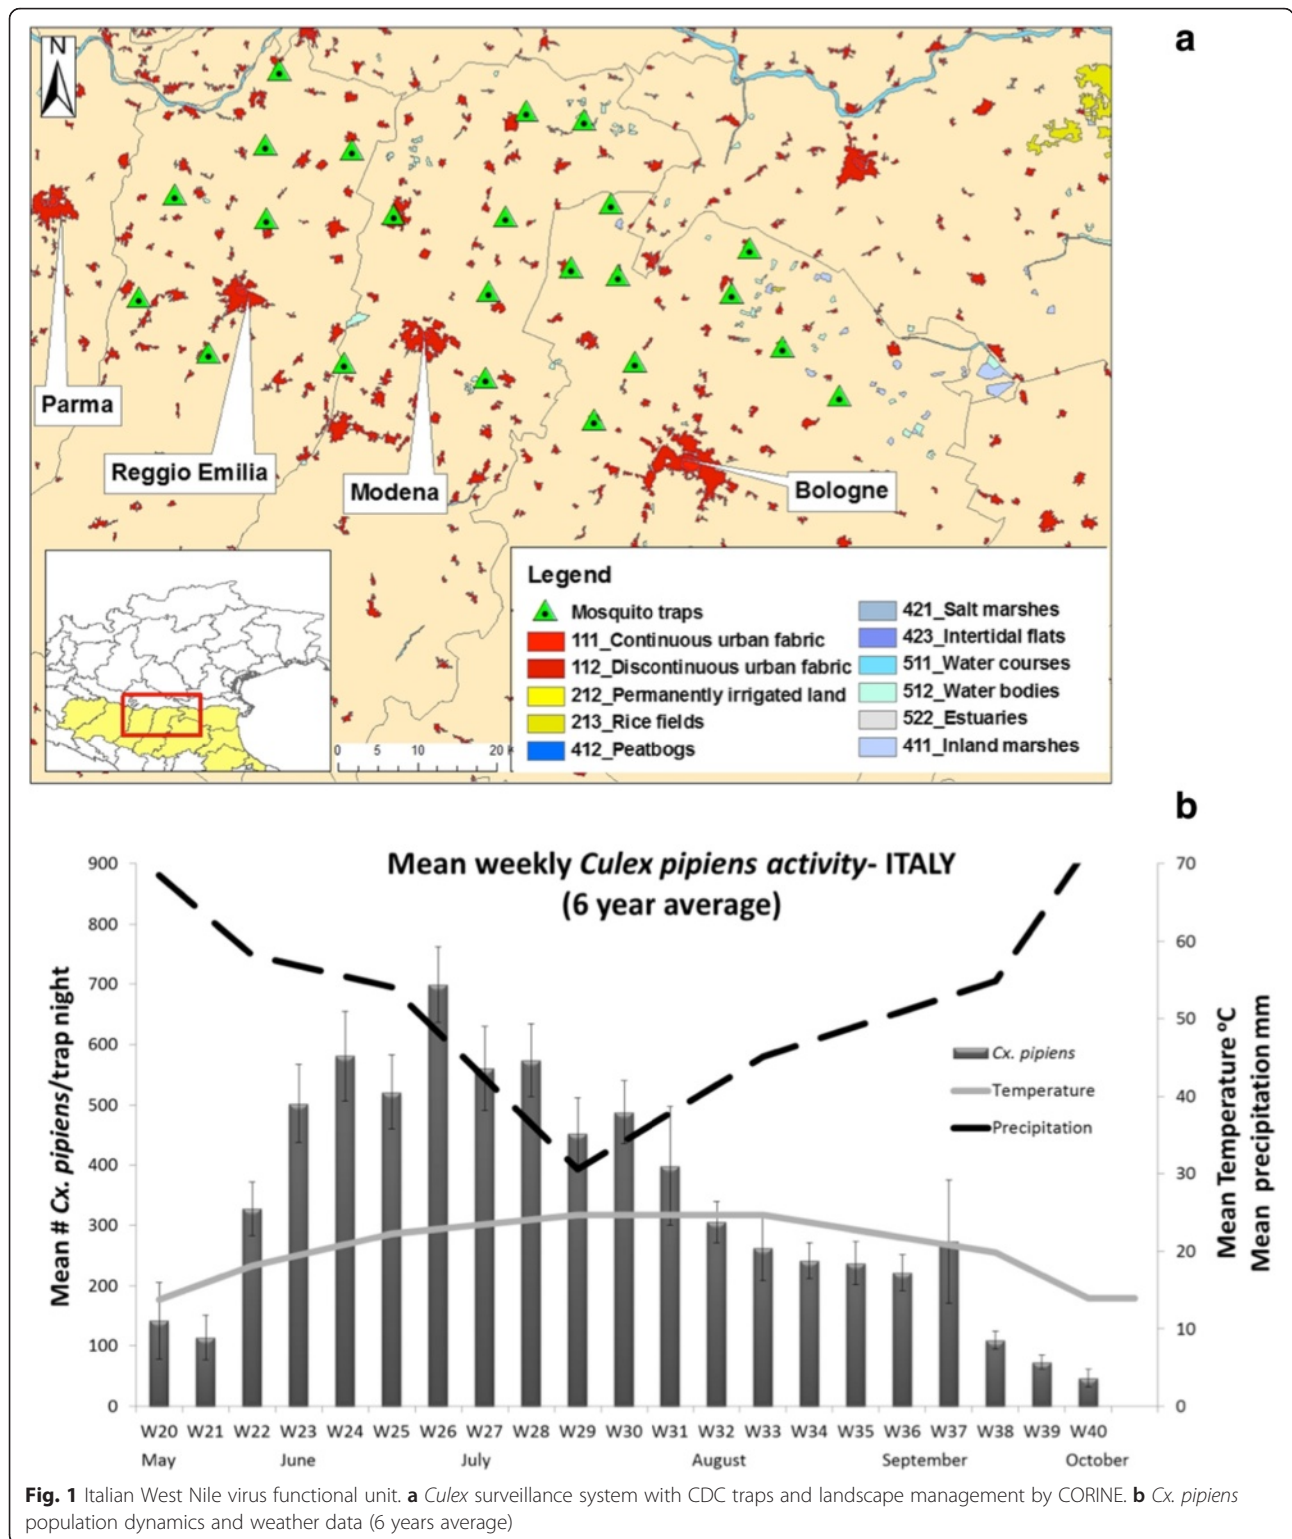 a
N
Parma
Reggio Emilia
Modena
Bologne
Legend
Mosquito traps
111_Continuous urban fabric
112_Discontinuous urban fabric
212_Permanently irrigated land
213_Rice fields
412_Peatbogs
421_Salt marshes
423_Intertidal flats
511_Water courses
512_Water bodies
522_Estuaries
411_Inland marshes
0 5 10 20
b
Mean weekly Culex pipiens activity- ITALY
(6 year average)
Mean # Cx. pipiens/trap night
900
800
700
600
500
400
300
200
100
0
70
60
50
40
30
20
10
0
Mean Temperature ºC
Mean precipitation mm
Cx. pipiens
Temperature
Precipitation
W20 W21 W22 W23 W24 W25 W26 W27 W28 W29 W30 W31 W32 W33 W34 W35 W36 W37 W38 W39 W40
May June July August September October
Fig. 1 Italian West Nile virus functional unit. a Culex surveillance system with CDC traps and landscape management by CORINE. b Cx. pipiens
population dynamics and weather data (6 years average)